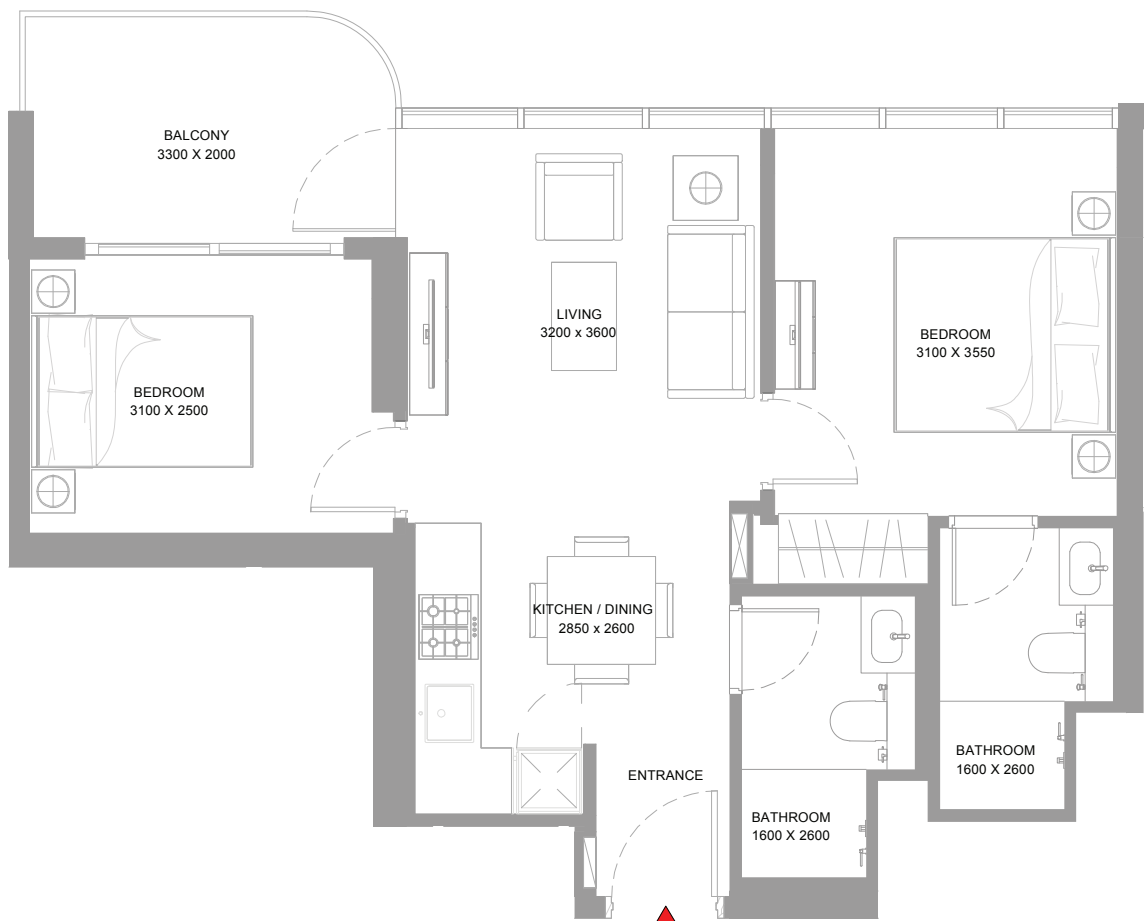 BALCONY
3300 X 2000
LIVING
3200 x 3600
BEDROOM
3100 X 3550
BEDROOM
3100 X 2500
KITCHEN / DINING
2850 x 2600
ENTRANCE
BATHROOM
1600 X 2600
BATHROOM
1600 X 2600